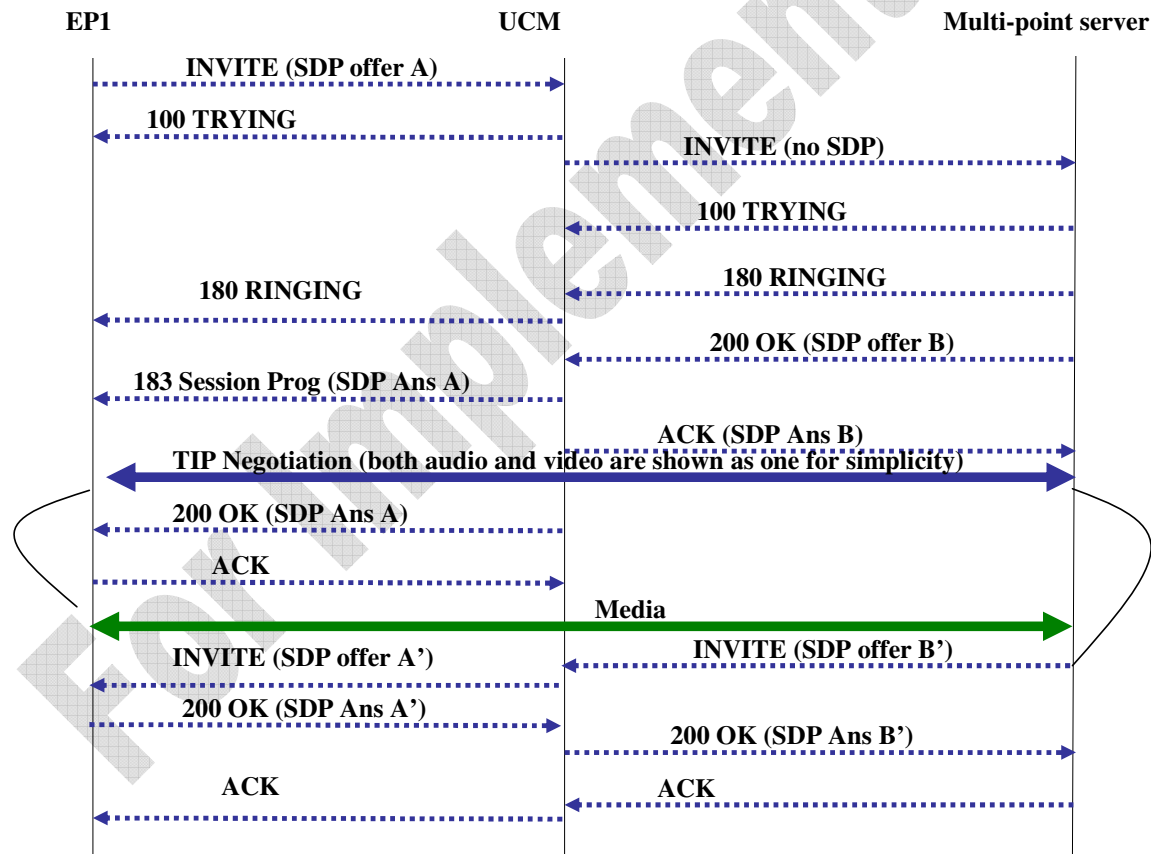 EP1 UCM Multi-point server
INVITE (SDP offer A)
100 TRYING
INVITE (no SDP)
100 TRYING
180 RINGING
180 RINGING
200 OK (SDP offer B)
183 Session Prog (SDP Ans A)
ACK (SDP Ans B)
TIP Negotiation (both audio and video are shown as one for simplicity)
200 OK (SDP Ans A)
ACK
Media
INVITE (SDP offer B’)
INVITE (SDP offer A’)
200 OK (SDP Ans A’)
200 OK (SDP Ans B’)
ACK
ACK
For Implemen